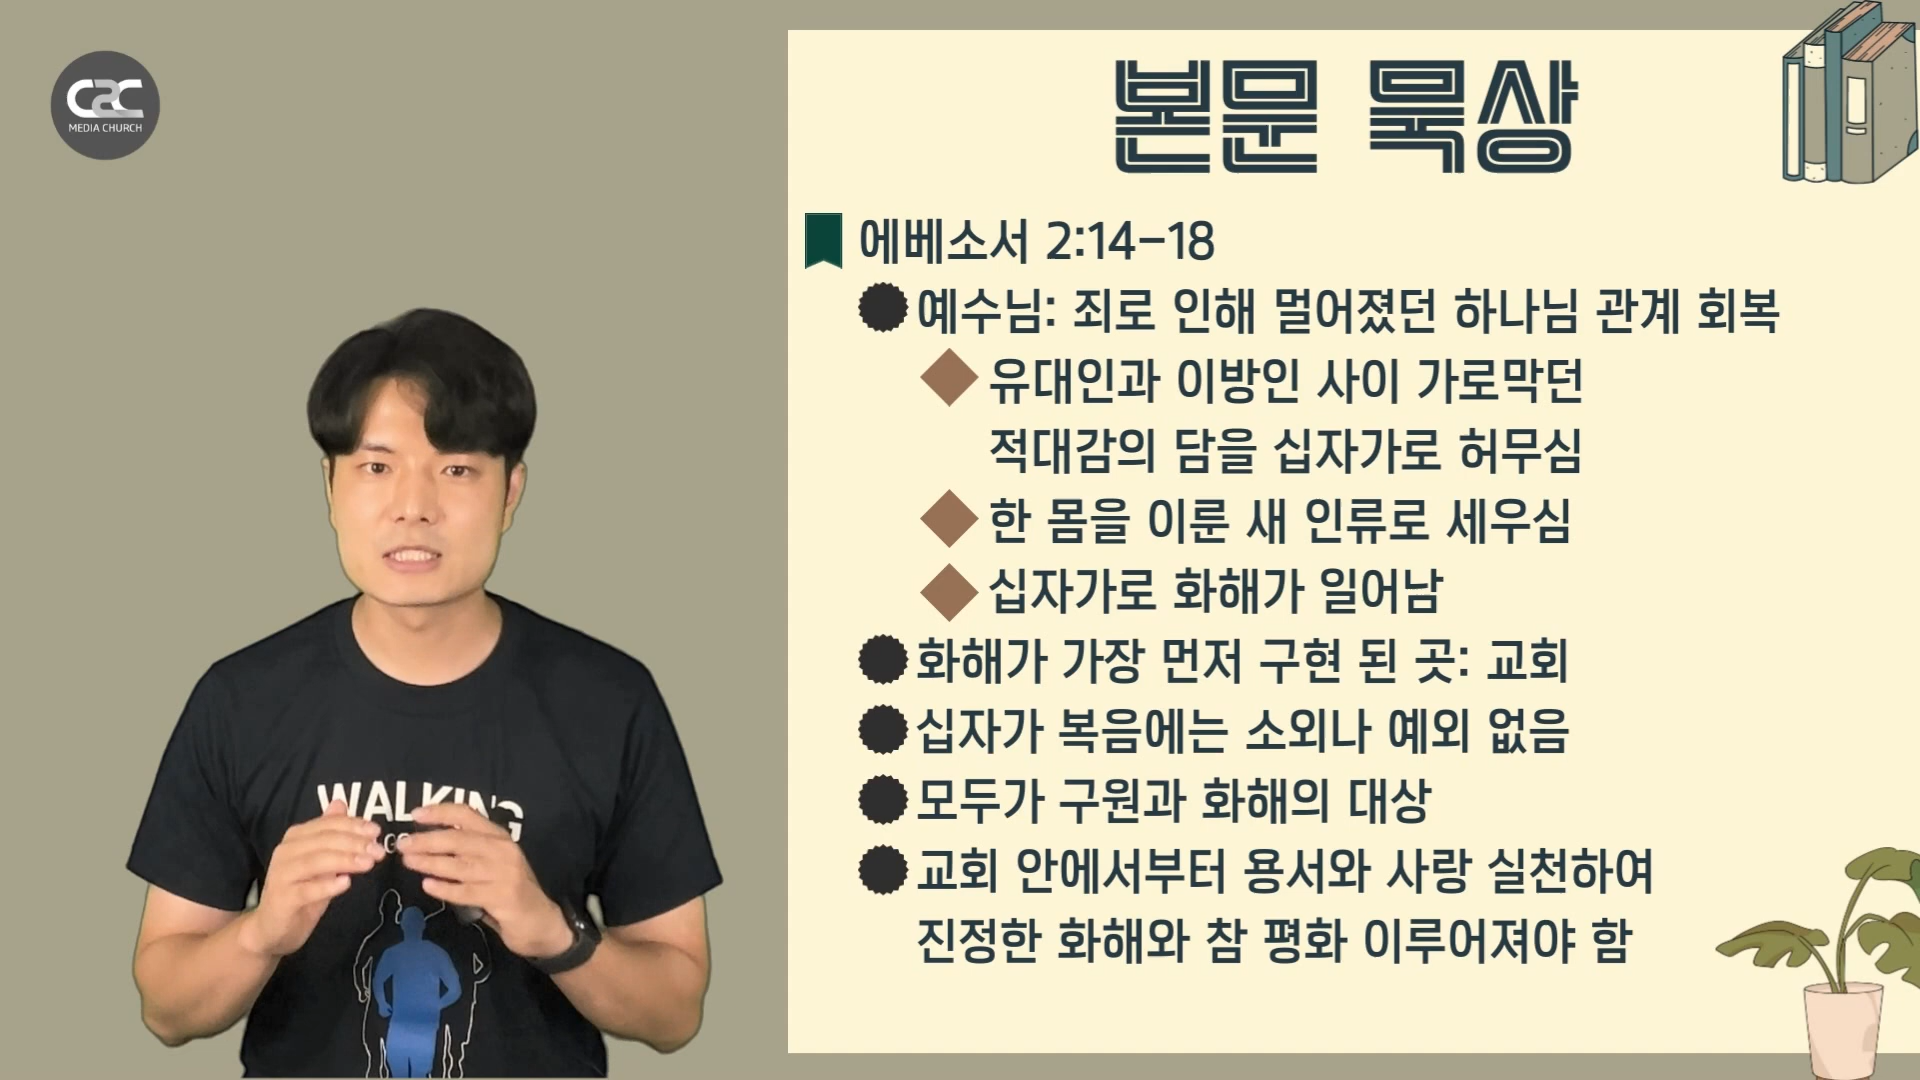 C2C
MEDIA CHURCH
본문 묵상
에베소서 2:14-18
예수님: 죄로 인해 멀어졌던 하나님 관계 회복
유대인과 이방인 사이 가로막던
적대감의 담을 십자가로 허무심
한 몸을 이룬 새 인류로 세우심
십자가로 화해가 일어남
화해가 가장 먼저 구현 된 곳: 교회
십자가 복음에는 소외나 예외 없음
모두가 구원과 화해의 대상
교회 안에서부터 용서와 사랑 실천하여
진정한 화해와 참 평화 이루어져야 함
WALKING